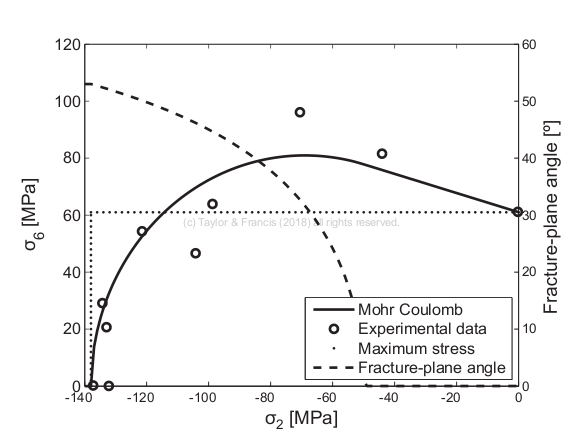 120
100
80
60
40
20
0
60
50
40
30
20
10
0
σ6 [MPa]
Fracture-plane angle [º]
(c) Taylor & Francis (2018) all rights reserved.
Mohr Coulomb
Experimental data
Maximum stress
Fracture-plane angle
-140 -120 -100 -80 -60 -40 -20 0
σ2 [MPa]